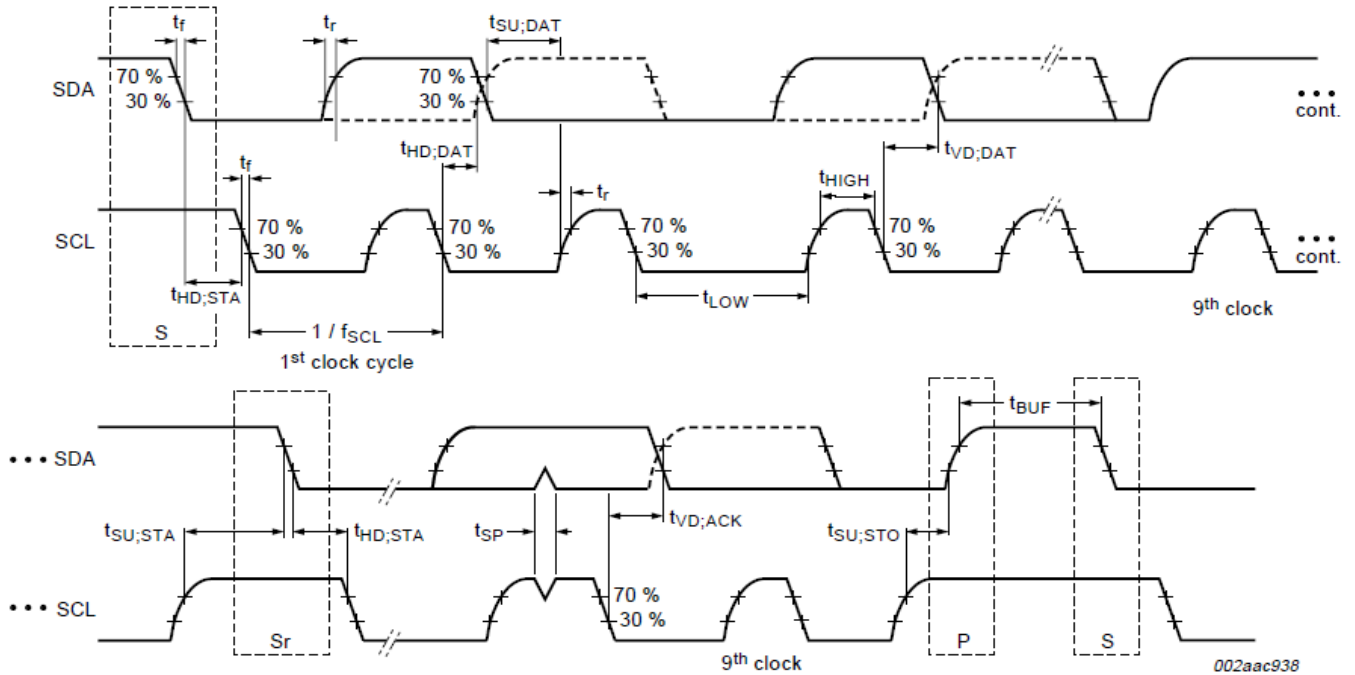 tf
tr
tSU;DAT
SDA
70 %
30 %
70 %
30 %
••• cont.
tHD;DAT
tVD;DAT
tf
tr
tHIGH
SCL
70 %
30 %
70 %
30 %
70 %
30 %
70 %
30 %
••• cont.
tHD;STA
tLOW
S
1 / fSCL
1st clock cycle
9th clock
tBUF
••• SDA
tSU;STA
tHD;STA
tSP
tVD;ACK
tSU;STO
••• SCL
70 %
30 %
Sr
9th clock
P
S
002aac938